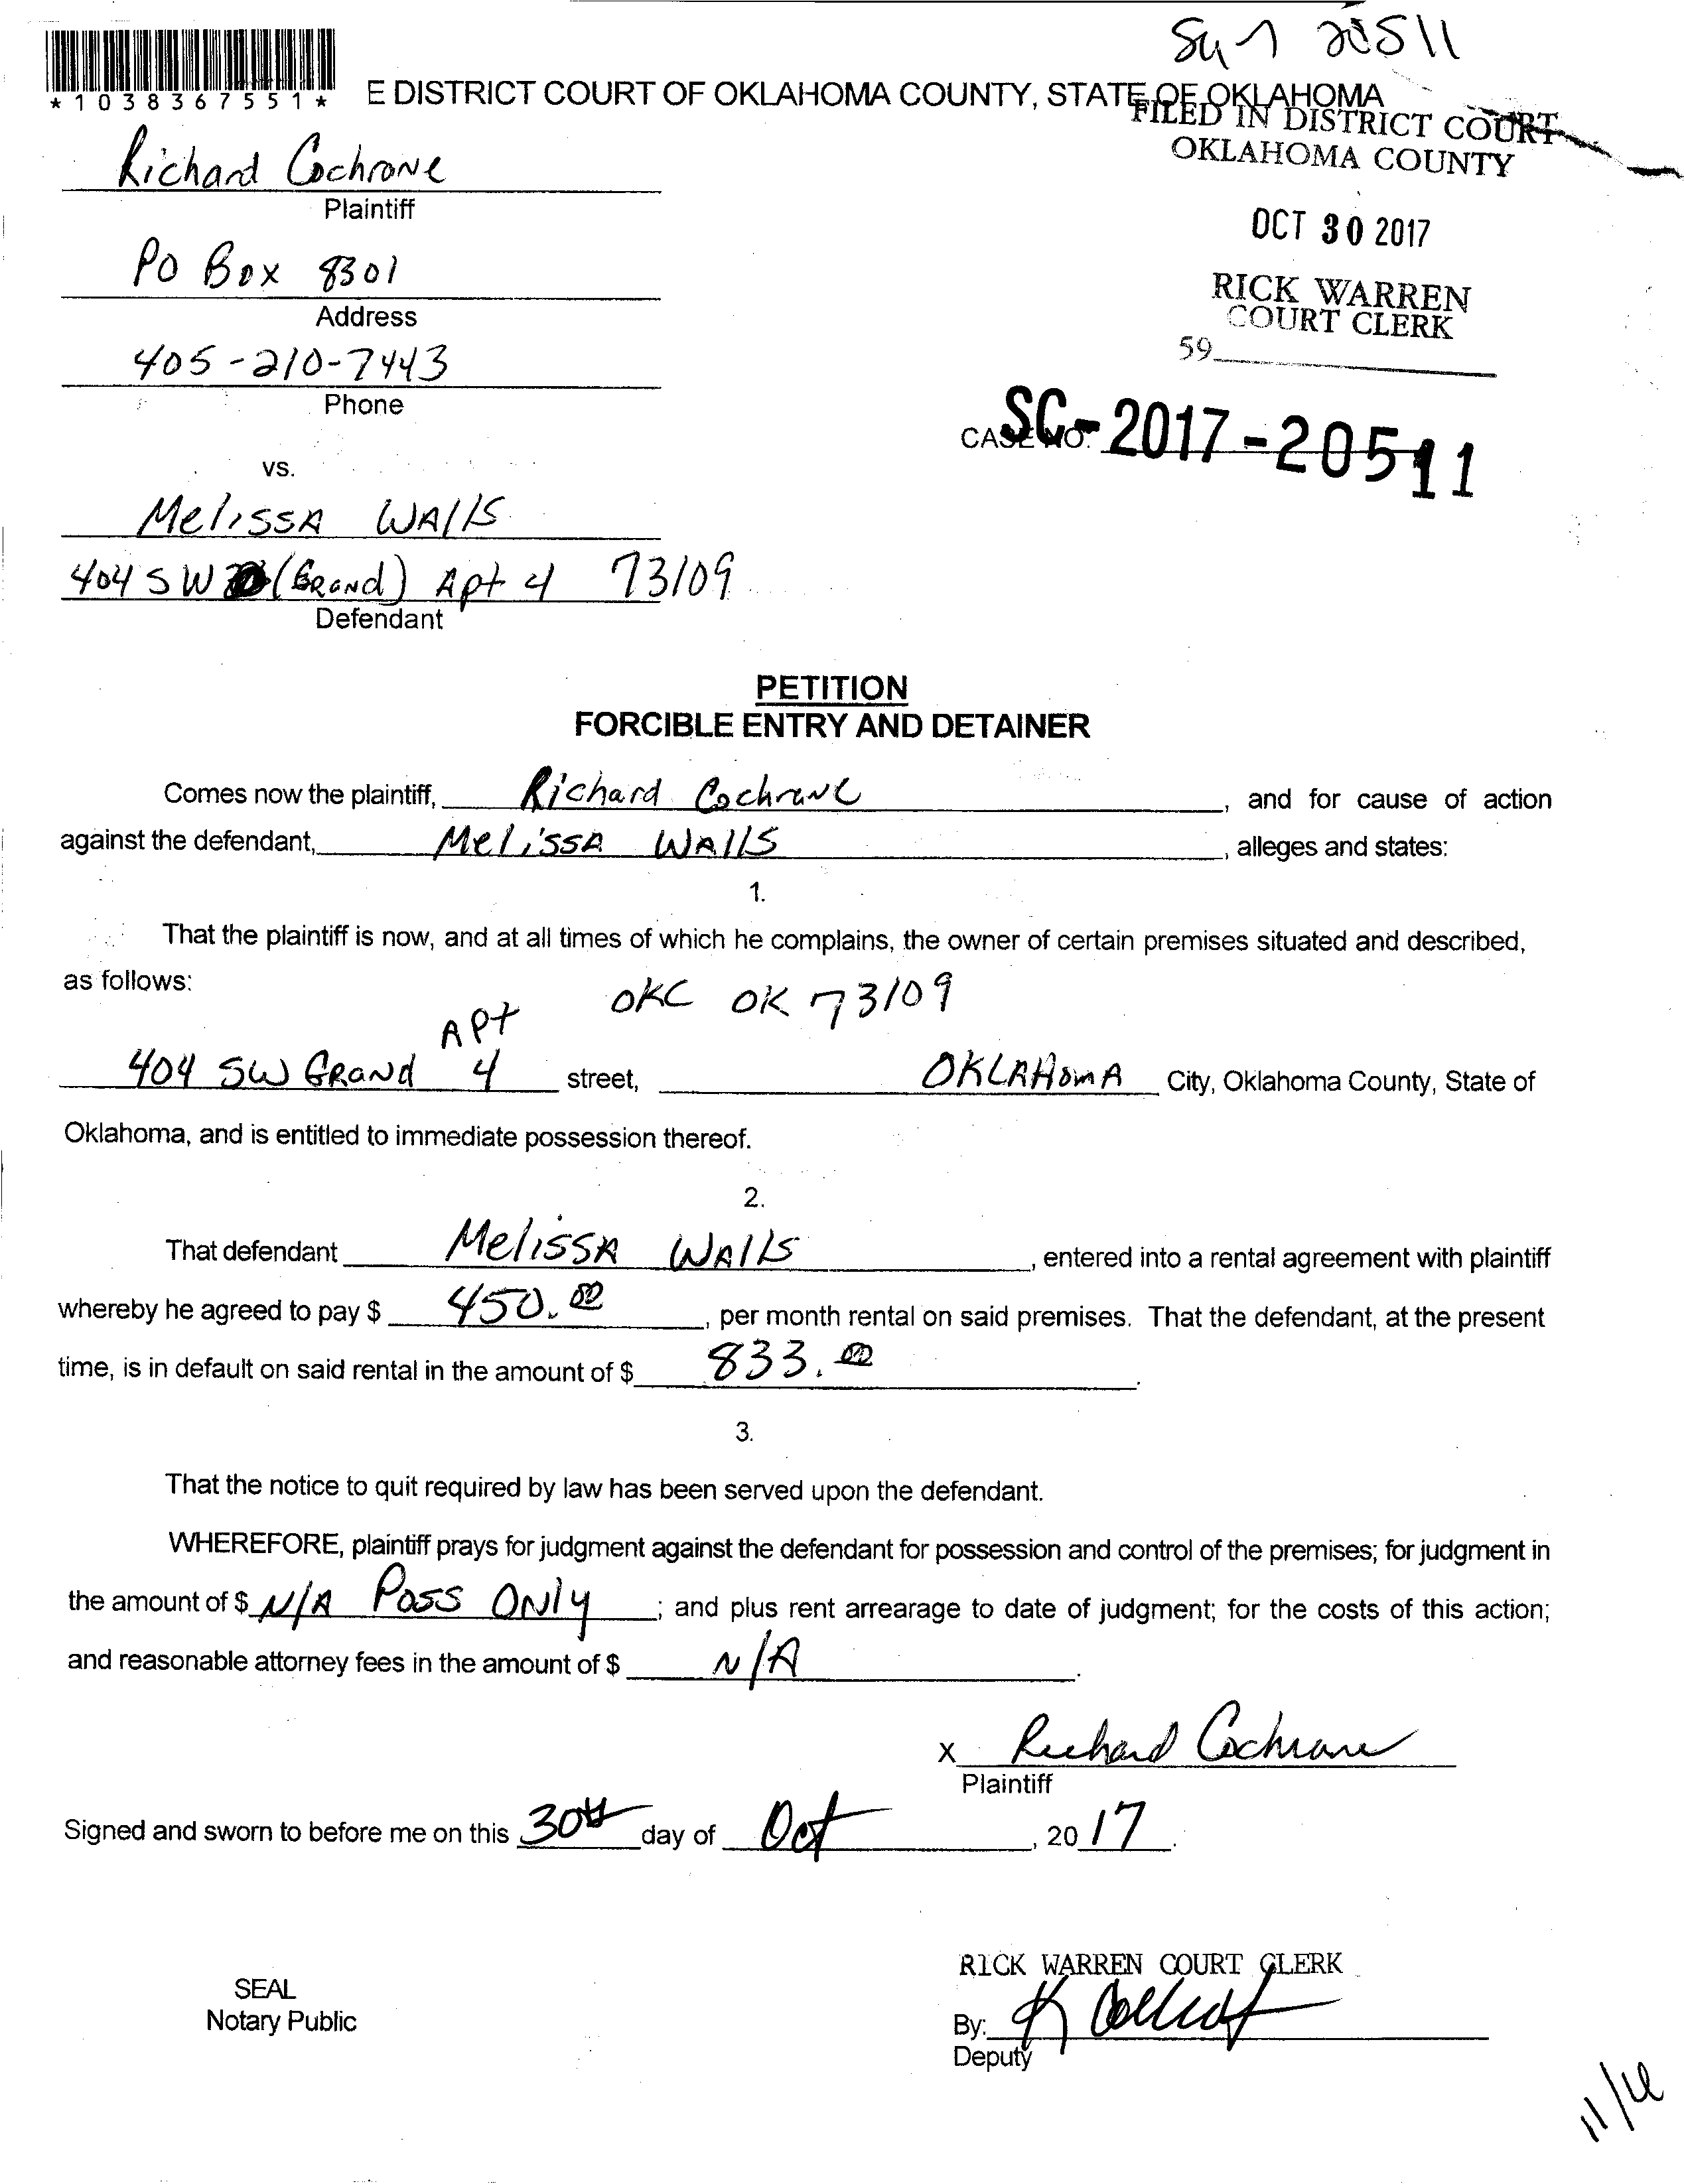 20511
*1038367551*
E DISTRICT COURT OF OKLAHOMA COUNTY, STATE OF OKLAHOMA
FILED IN DISTRICT COURT
OKLAHOMA COUNTY
Richard Cochrane
Plaintiff
OCT 30 2017
PO Box 8301
Address
RICK WARREN
COURT CLERK
59
405-210-7443
Phone
CASE NO. SC-2017-20511
vs.
Melissa Walls
404 SW (Grand) Apt 4 73109
Defendant
PETITION
FORCIBLE ENTRY AND DETAINER
Comes now the plaintiff, Richard Cochrane, and for cause of action
against the defendant, Melissa Walls, alleges and states:
1.
That the plaintiff is now, and at all times of which he complains, the owner of certain premises situated and described,
as follows:
OKC OK 73109
Apt
404 SW Grand 4 street, OKLAHOMA City, Oklahoma County, State of
Oklahoma, and is entitled to immediate possession thereof.
2.
That defendant Melissa Walls, entered into a rental agreement with plaintiff
whereby he agreed to pay $ 450.00, per month rental on said premises. That the defendant, at the present
time, is in default on said rental in the amount of $ 833.00.
3.
That the notice to quit required by law has been served upon the defendant.
WHEREFORE, plaintiff prays for judgment against the defendant for possession and control of the premises; for judgment in
the amount of $ N/A Poss Only; and plus rent arrearage to date of judgment; for the costs of this action;
and reasonable attorney fees in the amount of $ N/A.
X Richard Cochrane
Plaintiff
Signed and sworn to before me on this 30th day of Oct, 2017.
RICK WARREN COURT CLERK
SEAL
Notary Public
By: K
Deputy